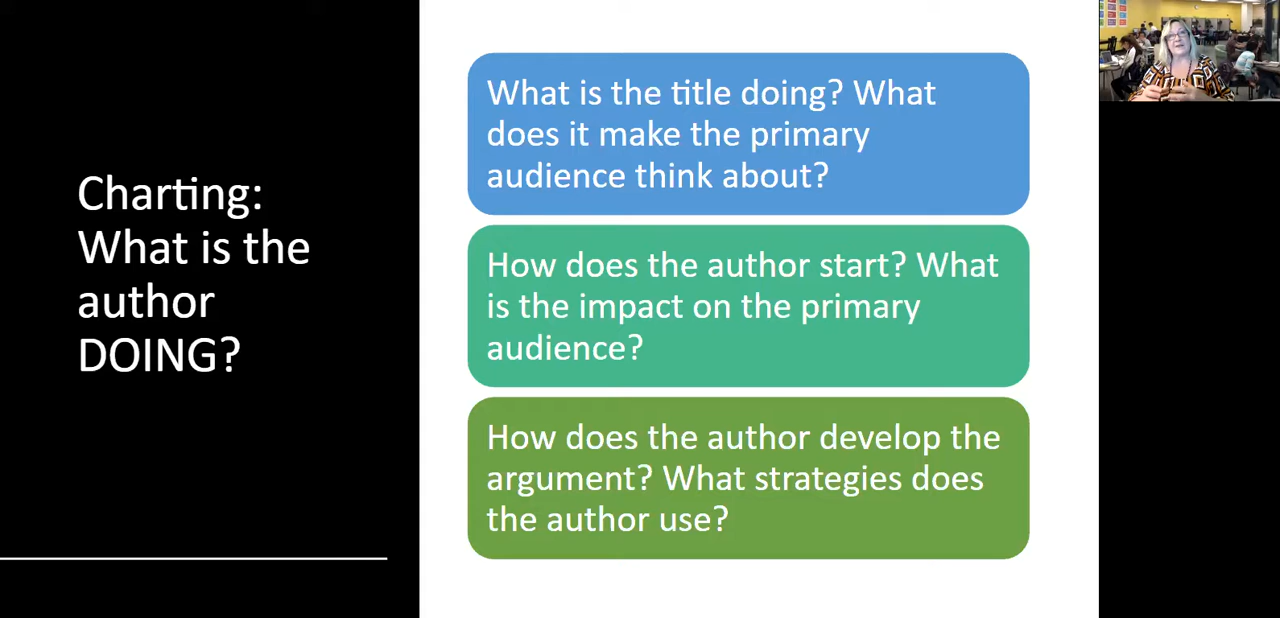 Charting:
What is the
author
DOING?
What is the title doing? What
does it make the primary
audience think about?
How does the author start? What
is the impact on the primary
audience?
How does the author develop the
argument? What strategies does
the author use?